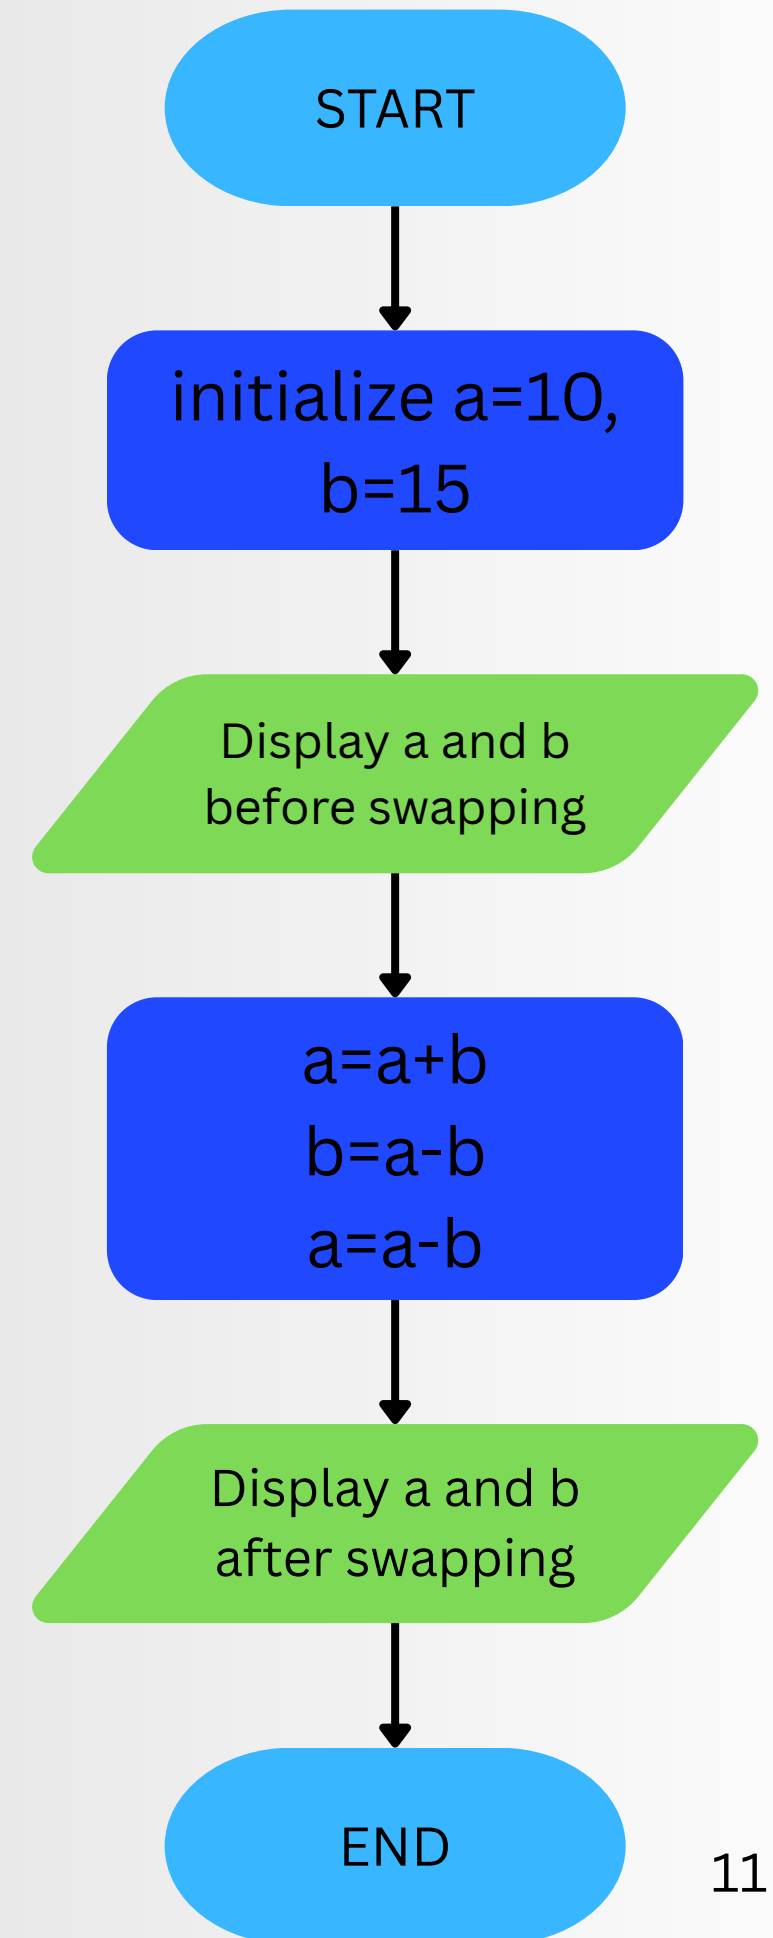 START
initialize a=10,
b=15
Display a and b
before swapping
a=a+b
b=a-b
a=a-b
Display a and b
after swapping
END
11